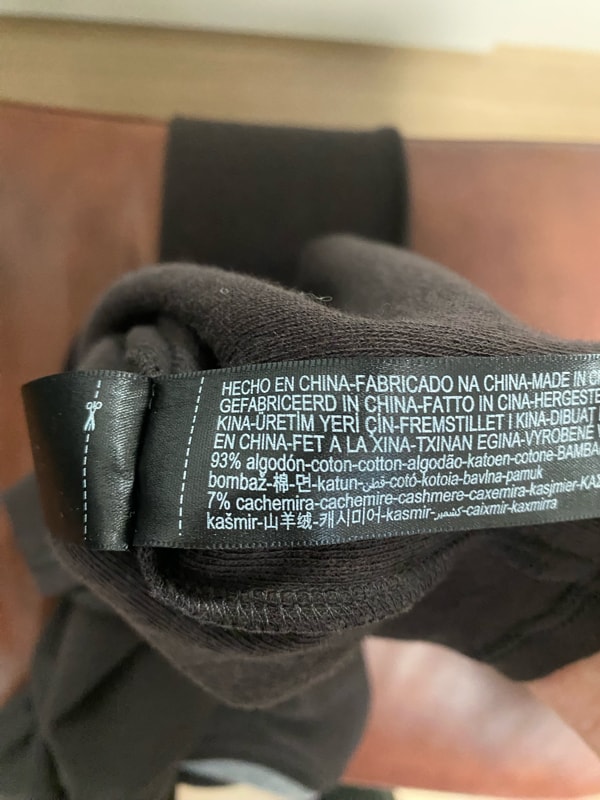 HECHO EN CHINA-FABRICADO NA CHINA-MADE IN
GEFABRICEERD IN CHINA-FATTO IN CINA-HERGESTE
KINA-ÜRETİM YERİ ÇİN-FREMSTILLET I KINA-DIBUAT
EN CHINA-FET A LA XINA-TXINAN EGINA-VYROBENE
93% algodón-coton-cotton-algodão-katoen-cotone-BAMBA
bombaž-棉-면-katun-قطن-cotó-kotoia-bavlna-pamuk
7% cachemira-cachemire-cashmere-caxemira-kasjmier-ΚΑΣ
kašmir-山羊绒-캐시미어-kasmir-كشمير-caixmir-kaxmirra